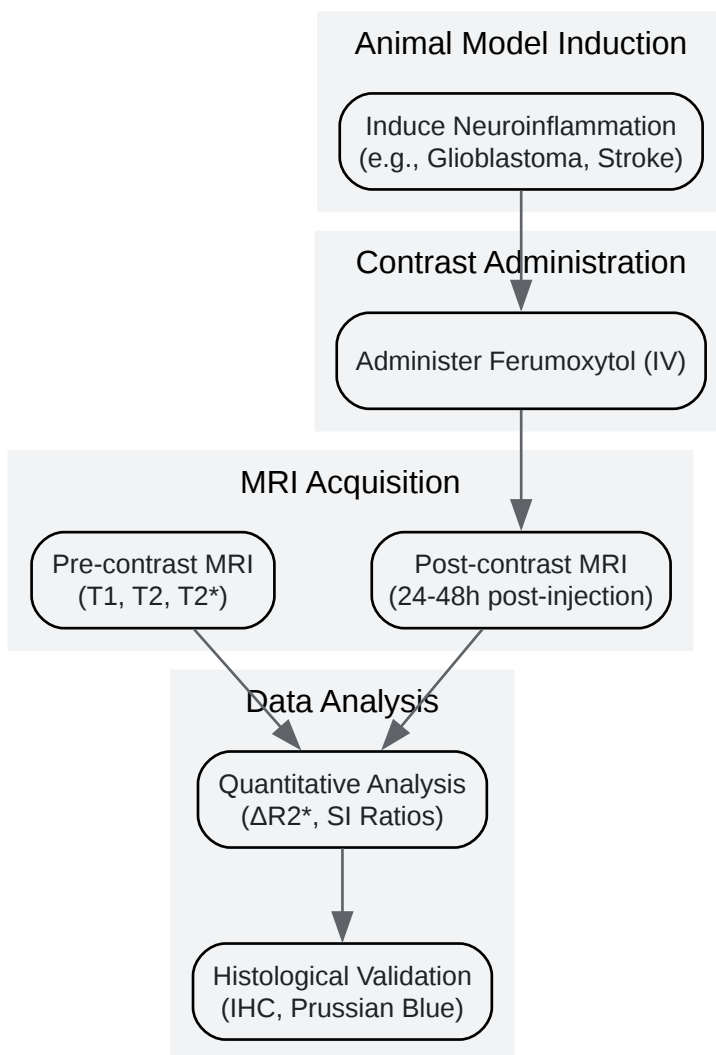 Animal Model Induction
Induce Neuroinflammation
(e.g., Glioblastoma, Stroke)
Contrast Administration
Administer Ferumoxytol (IV)
MRI Acquisition
Pre-contrast MRI
(T1, T2, T2*)
Post-contrast MRI
(24-48h post-injection)
Data Analysis
Quantitative Analysis
(ΔR2*, SI Ratios)
Histological Validation
(IHC, Prussian Blue)